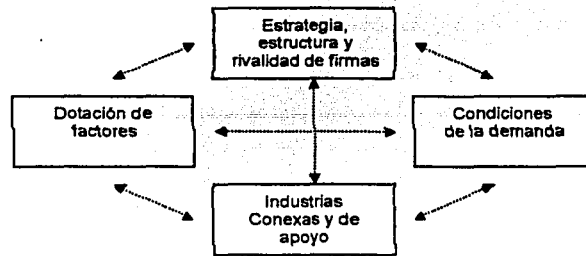 Estrategia,
estructura y
rivalidad de firmas
Dotación de
factores
Condiciones
de la demanda
Industrias
Conexas y de
apoyo